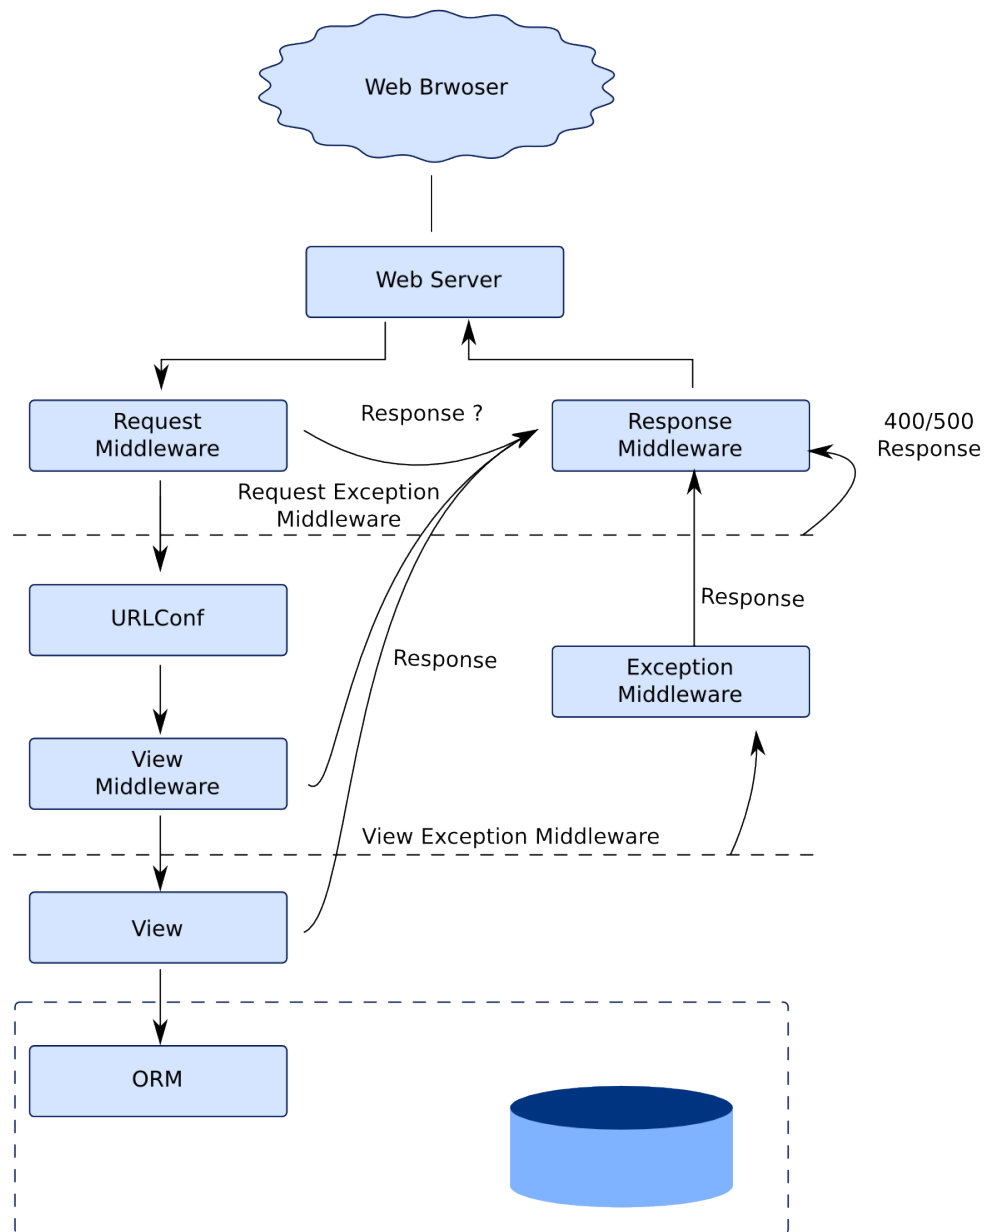 Web Brwoser
Web Server
Request
Middleware
Response ?
Response
Middleware
400/500
Response
Request Exception
Middleware
URLConf
Response
Response
Exception
Middleware
View
Middleware
View Exception Middleware
View
ORM